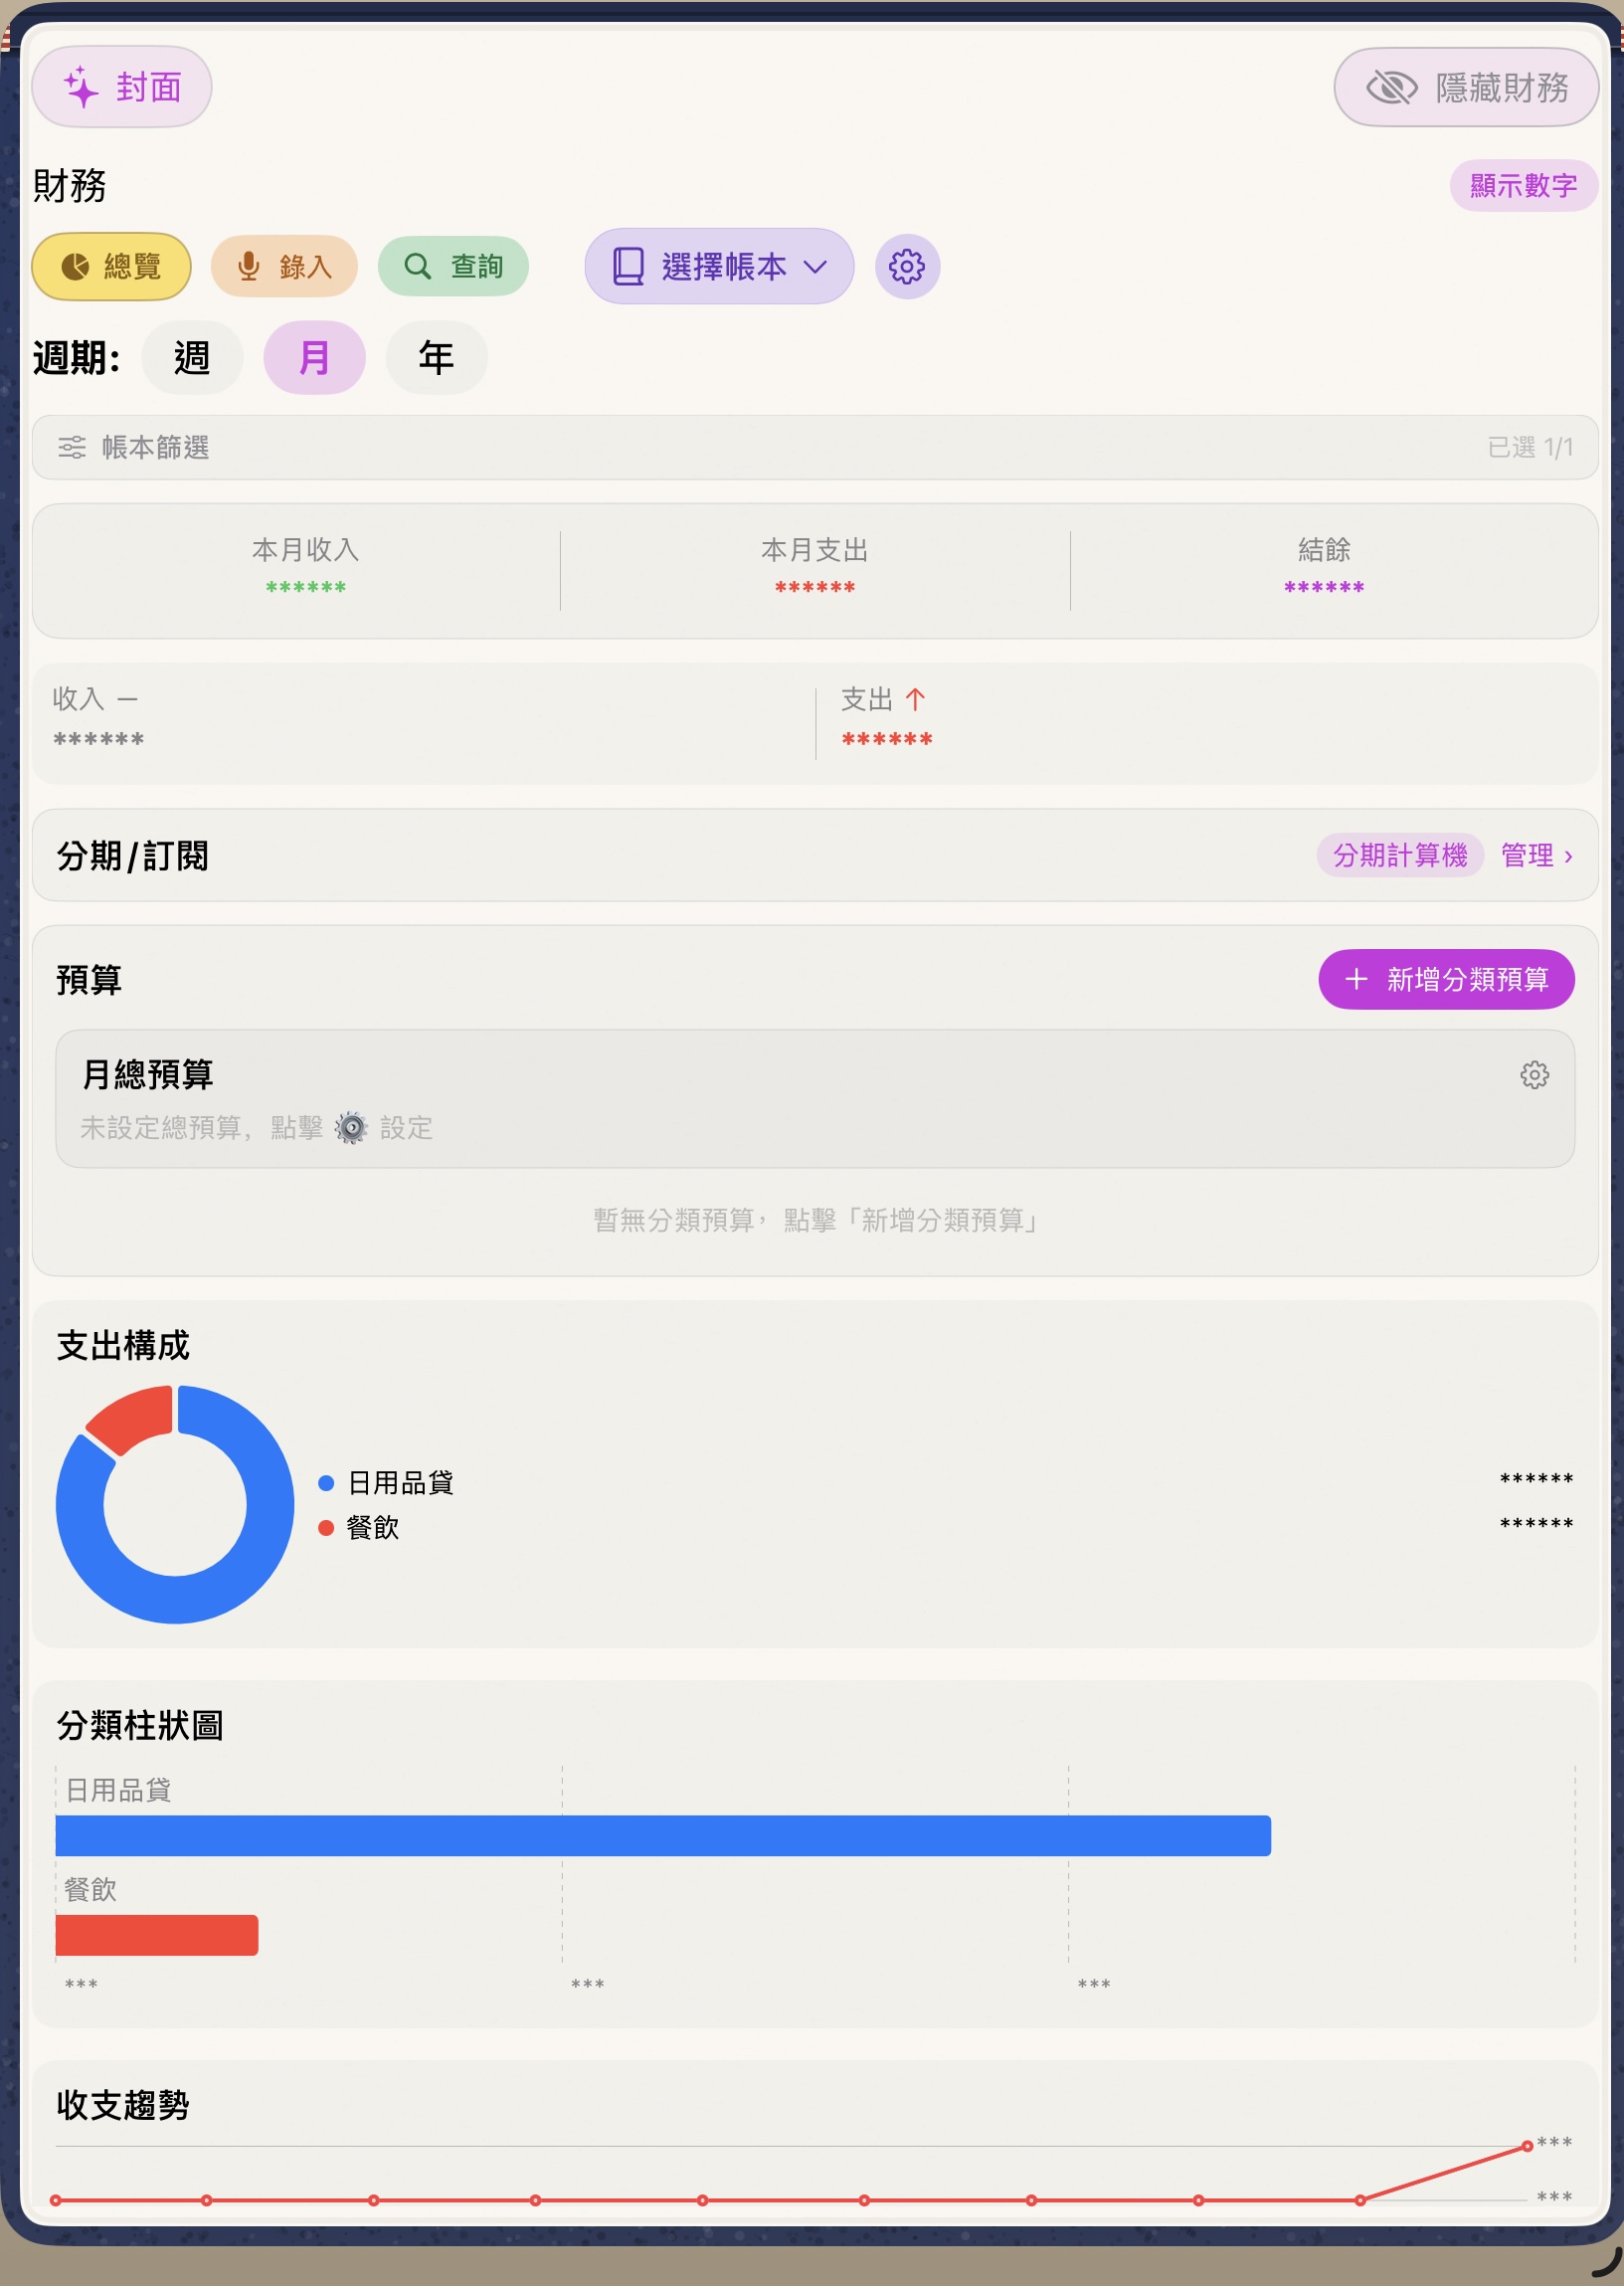 封面
隱藏財務
財務
顯示數字
總覽 錄入 查詢 選擇帳本
週期: 週 月 年
帳本篩選 已選 1/1
本月收入 本月支出 結餘
****** ****** ******
收入 — 支出 ↑
****** ******
分期/訂閱 分期計算機 管理 ›
預算 + 新增分類預算
月總預算
未設定總預算，點擊 ⚙️ 設定
暫無分類預算，點擊「新增分類預算」
支出構成
日用品貸 ******
餐飲 ******
分類柱狀圖
日用品貸
餐飲
*** *** ***
收支趨勢
***
***